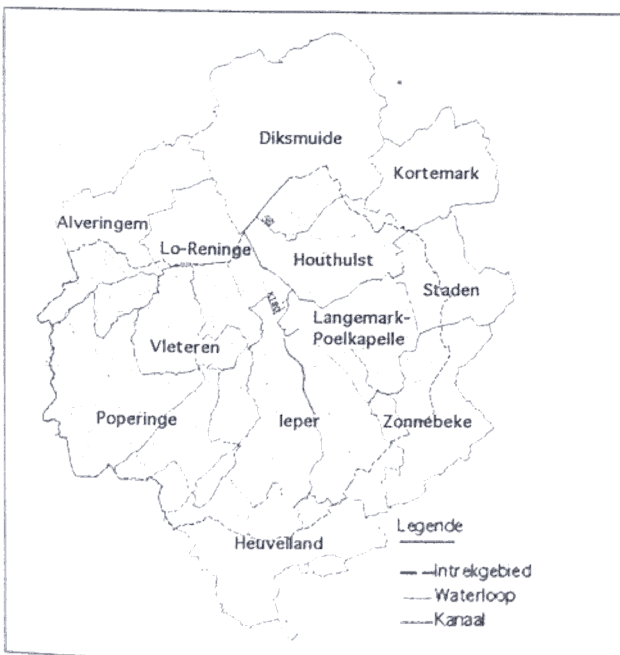 Diksmuide
Kortemark
Alveringem
Lo-Reninge
Houthulst
Staden
Langemark-
Poelkapelle
Vleteren
Poperinge
Ieper
Zonnebeke
Heuvelland
Legende
Intrekgebied
Waterloop
Kanaal